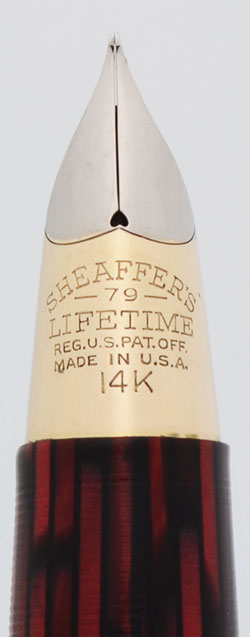 SHEAFFER'S
—79—
LIFETIME
REG.U.S.PAT.OFF.
MADE IN U.S.A.
14K